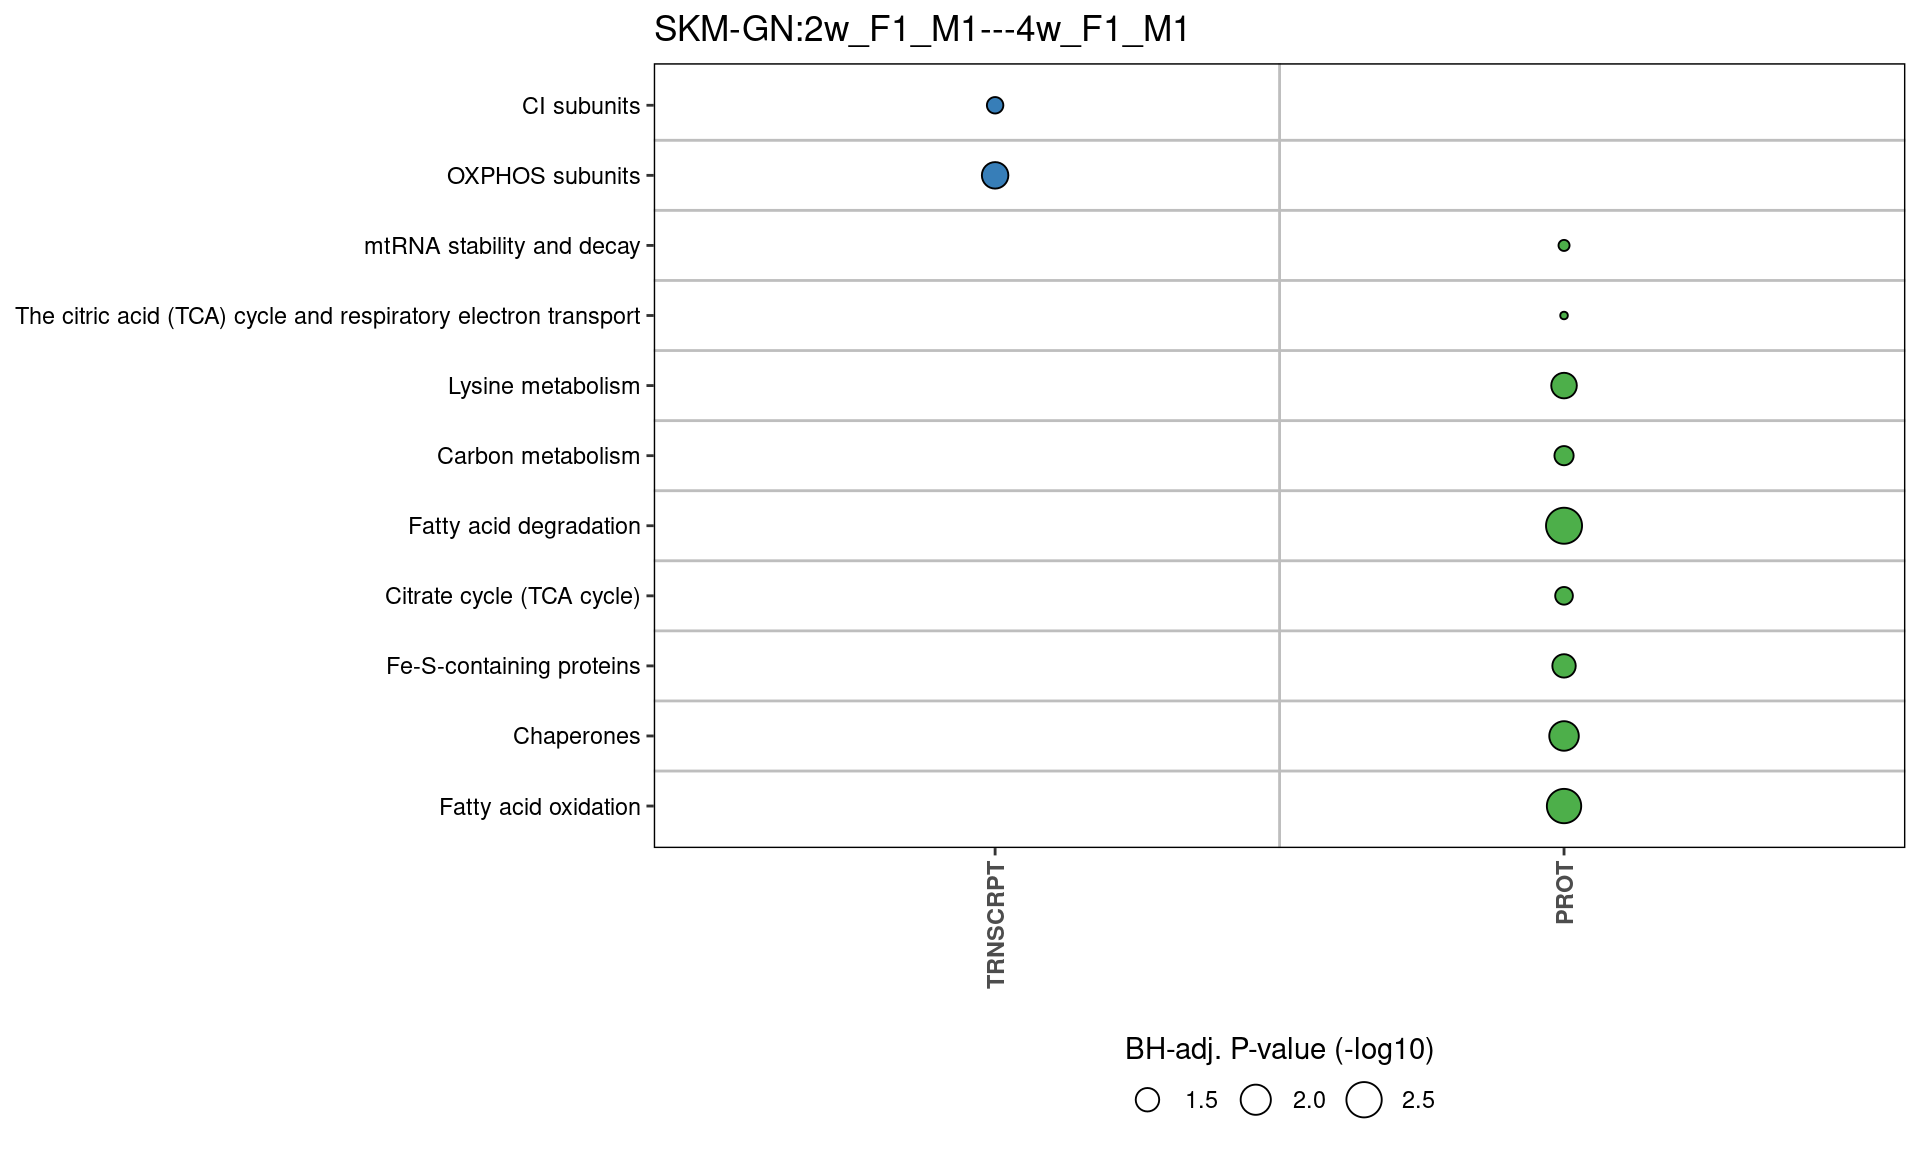 SKM-GN:2w_F1_M1---4w_F1_M1
CI subunits
OXPHOS subunits
mtRNA stability and decay
The citric acid (TCA) cycle and respiratory electron transport
Lysine metabolism
Carbon metabolism
Fatty acid degradation
Citrate cycle (TCA cycle)
Fe-S-containing proteins
Chaperones
Fatty acid oxidation
TRNSCRPT
PROT
BH-adj. P-value (-log10)
1.5 2.0 2.5